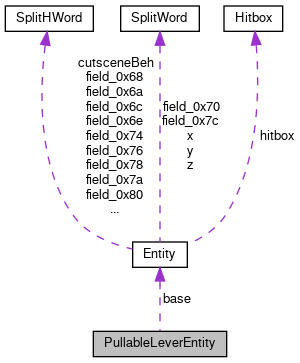 SplitHWord
SplitWord
Hitbox
cutsceneBeh
field_0x68
field_0x6a
field_0x6c
field_0x6e
field_0x74
field_0x76
field_0x78
field_0x7a
field_0x80
...
field_0x70
field_0x7c
x
y
z
hitbox
Entity
base
PullableLeverEntity